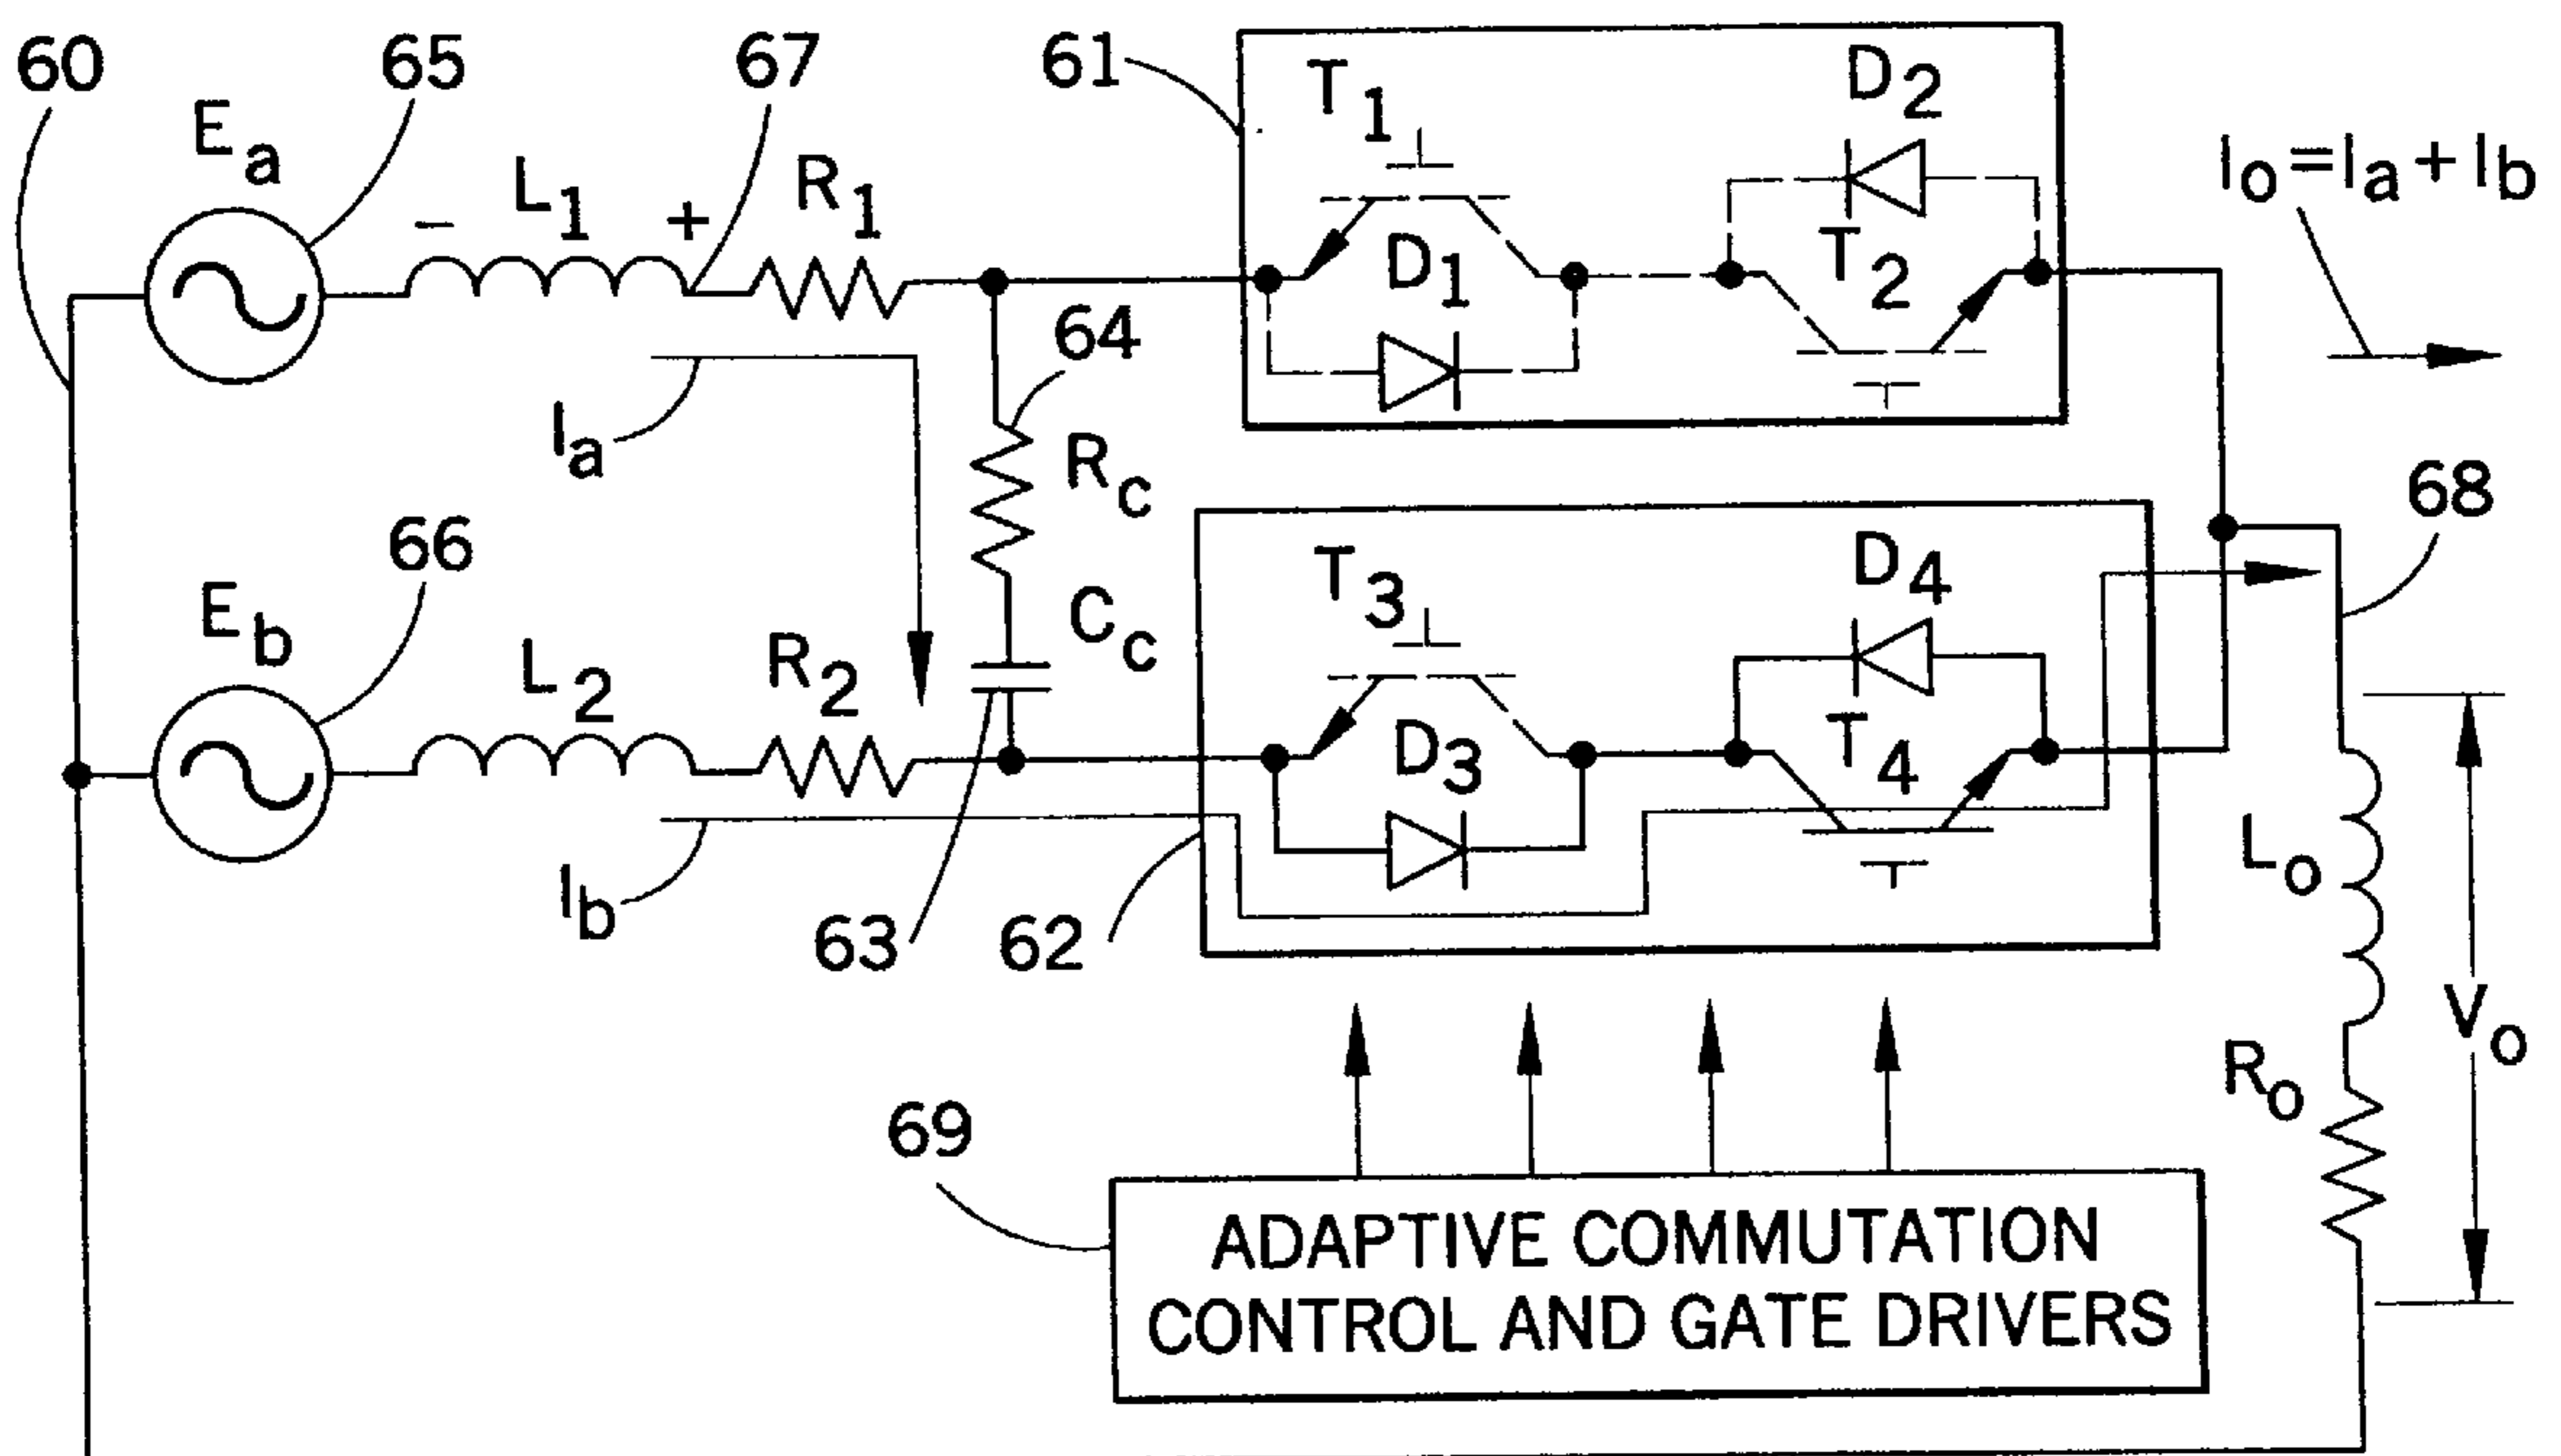 60
65
67
61
T1
D2
Ea
L1
R1
Io=Ia+Ib
- +
D1
T2
64
Ia
Rc
68
66
T3
D4
Eb
Cc
L2
R2
D3
T4
Lo
Ib
63
62
Vo
Ro
69
ADAPTIVE COMMUTATION
CONTROL AND GATE DRIVERS